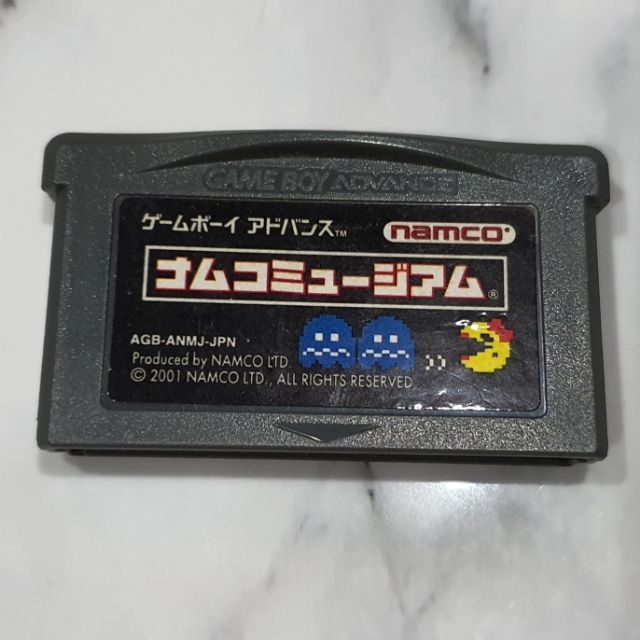 GAME BOY ADVANCE
ゲームボーイ アドバンス™
namco®
ナムコミュージアム®
AGB-ANMJ-JPN
Produced by NAMCO LTD
© 2001 NAMCO LTD., ALL RIGHTS RESERVED